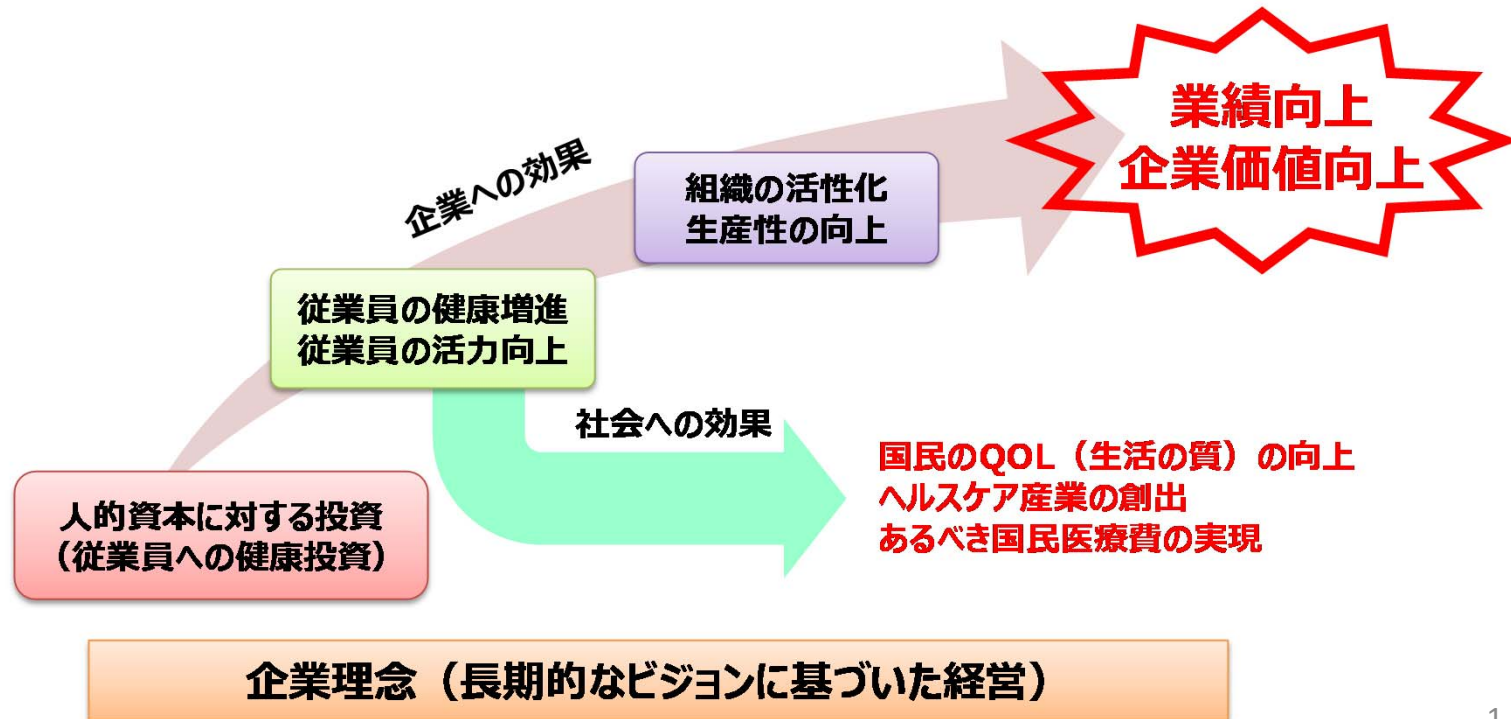 業績向上
企業価値向上
企業への効果
組織の活性化
生産性の向上
従業員の健康増進
従業員の活力向上
社会への効果
国民のQOL（生活の質）の向上
ヘルスケア産業の創出
あるべき国民医療費の実現
人的資本に対する投資
（従業員への健康投資）
企業理念（長期的なビジョンに基づいた経営）
1